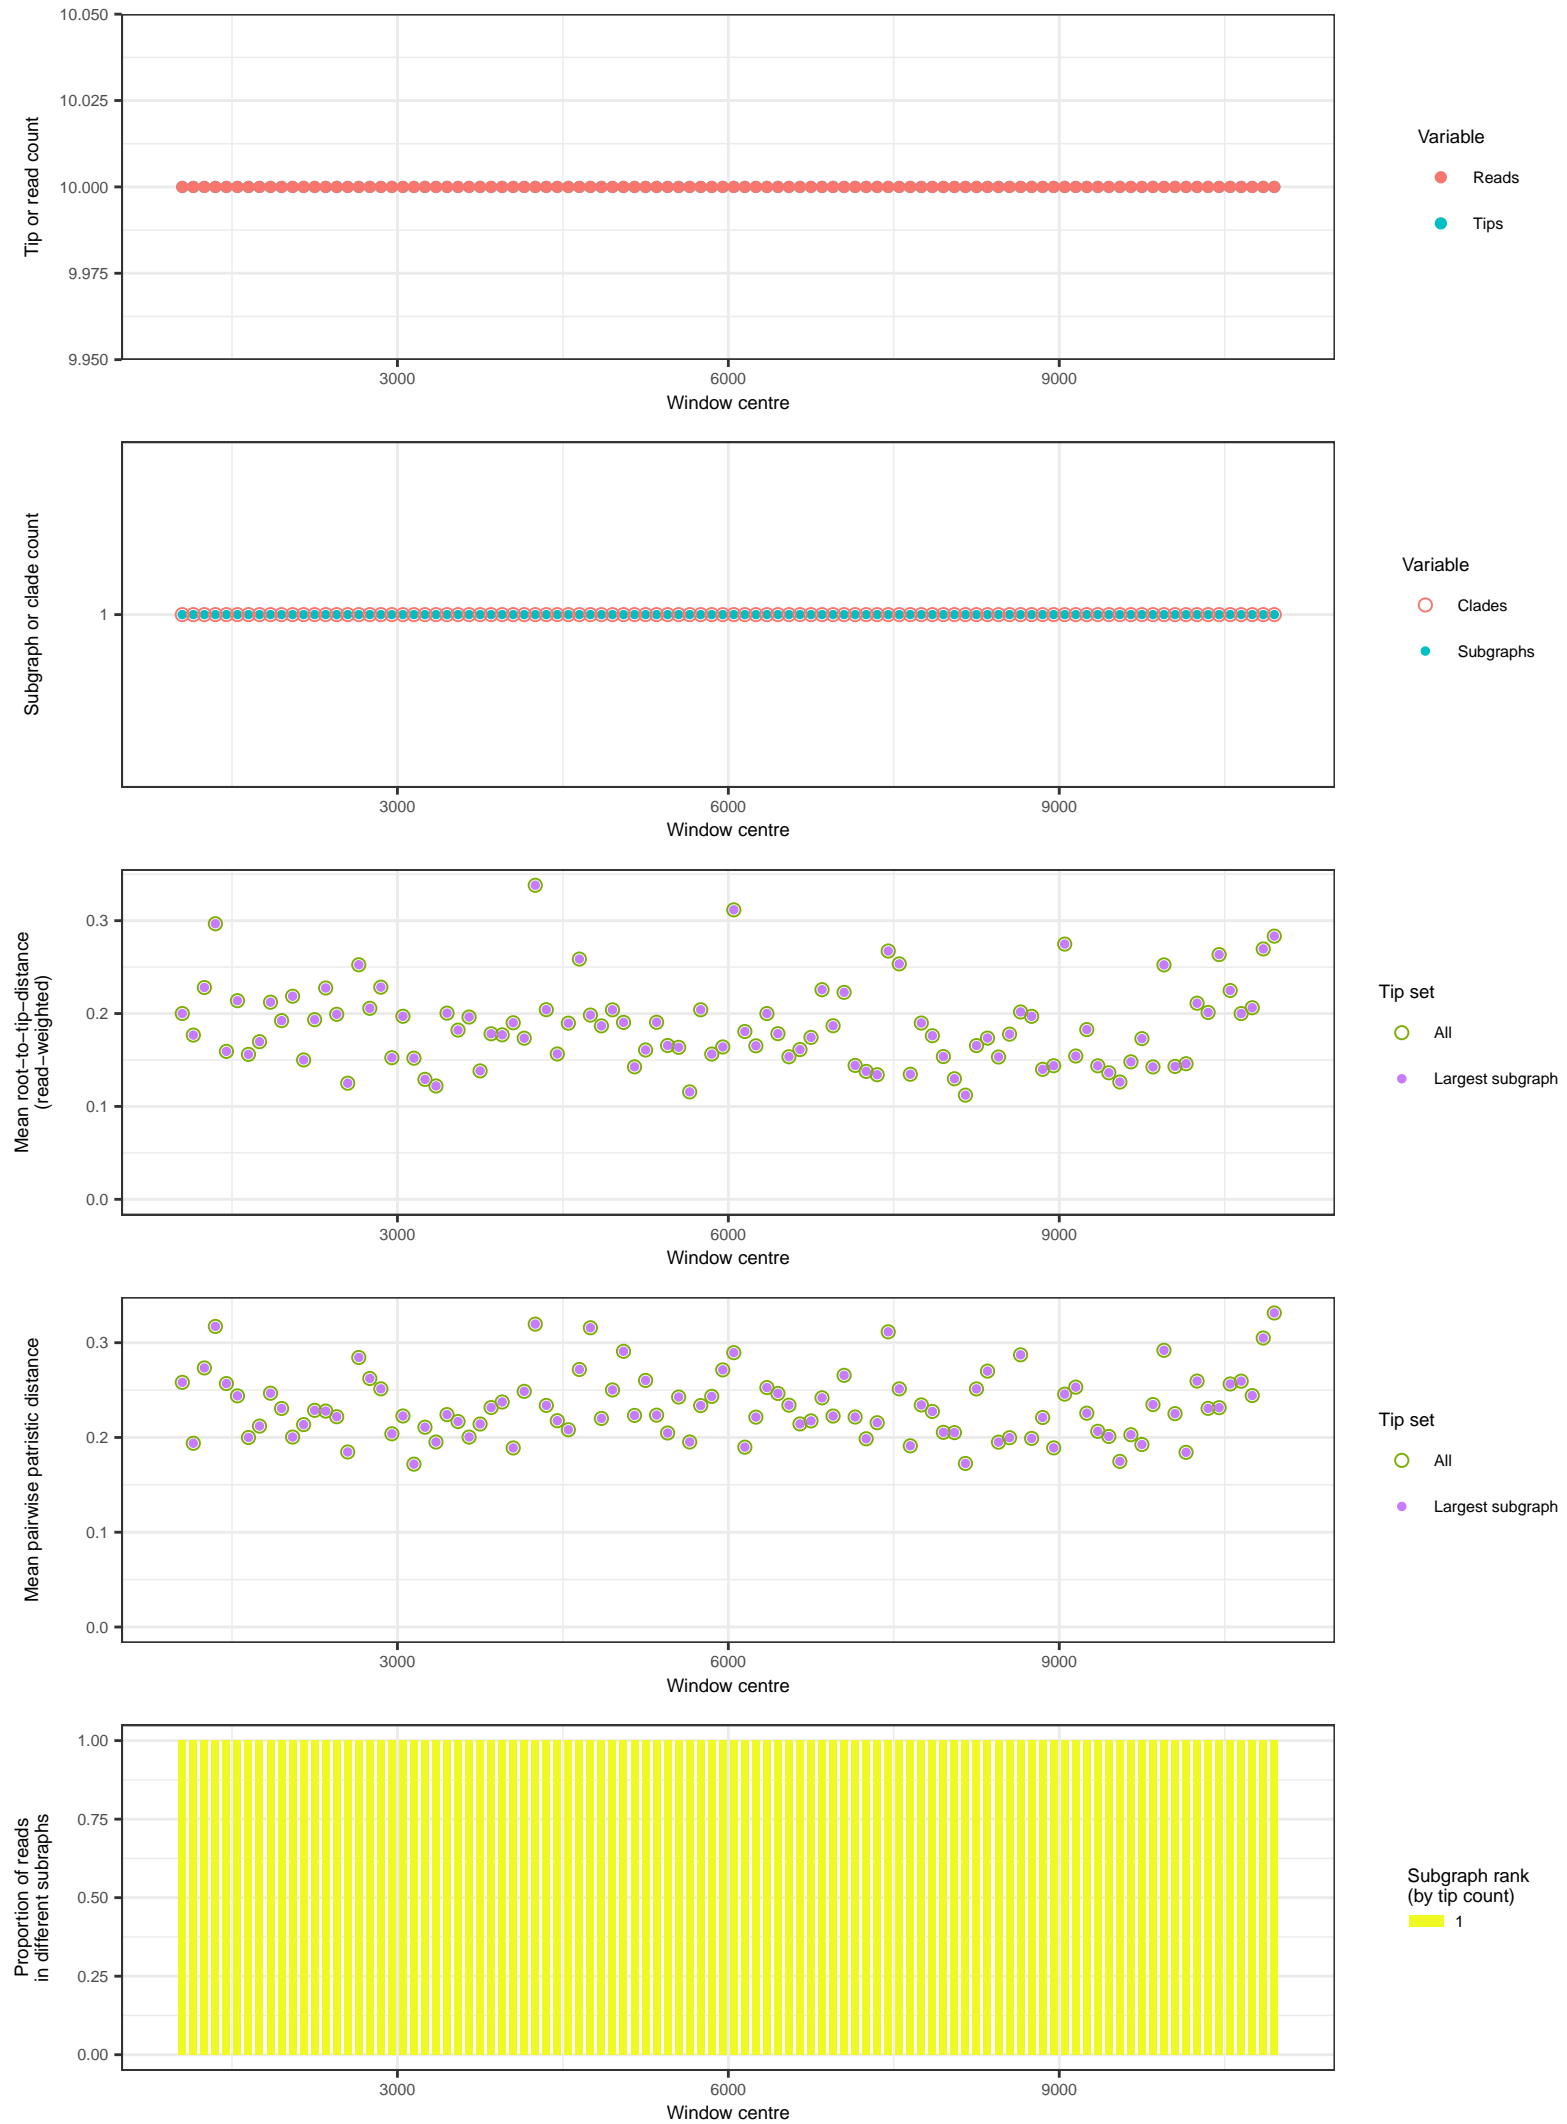 10.050
10.025
10.000
9.975
9.950
Tip or read count
3000 6000 9000
Window centre
Variable
Reads
Tips
1
Subgraph or clade count
3000 6000 9000
Window centre
Variable
Clades
Subgraphs
0.3
0.2
0.1
0.0
Mean root−to−tip−distance
(read−weighted)
3000 6000 9000
Window centre
Tip set
All
Largest subgraph
0.3
0.2
0.1
0.0
Mean pairwise patristic distance
3000 6000 9000
Window centre
Tip set
All
Largest subgraph
1.00
0.75
0.50
0.25
0.00
Proportion of reads
in different subraphs
3000 6000 9000
Window centre
Subgraph rank
(by tip count)
1